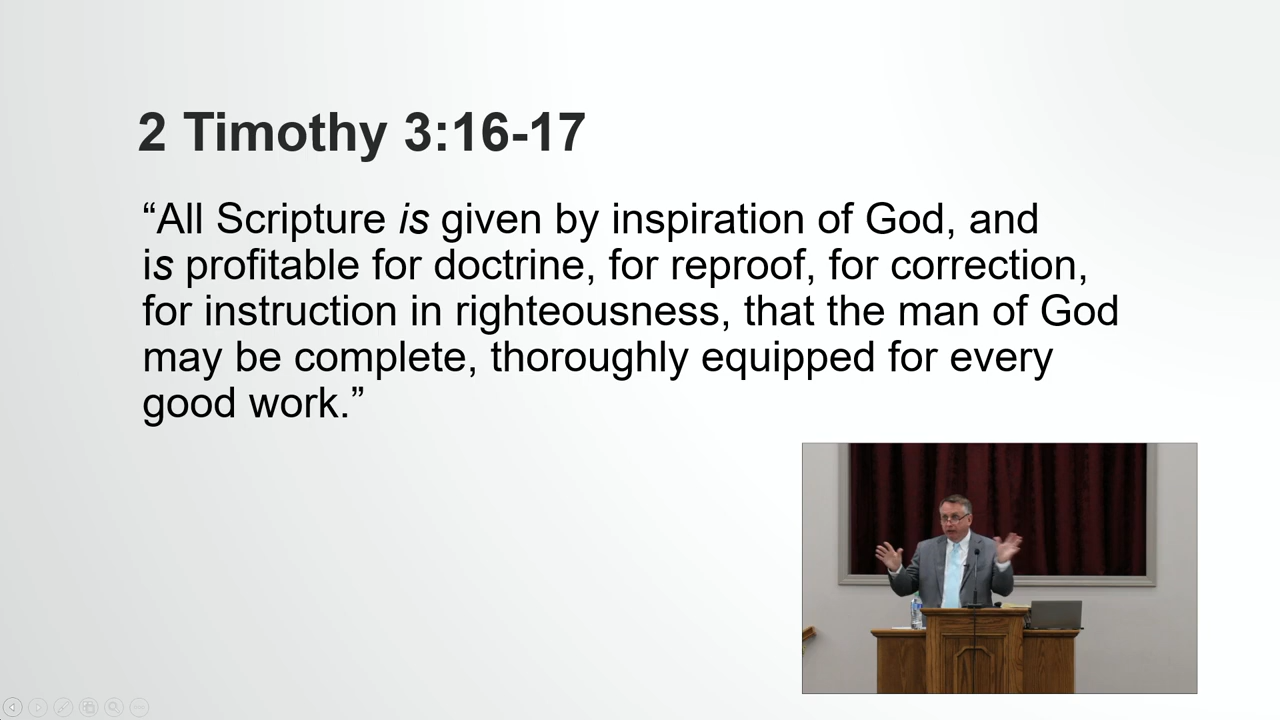 2 Timothy 3:16-17
“All Scripture is given by inspiration of God, and
is profitable for doctrine, for reproof, for correction,
for instruction in righteousness, that the man of God
may be complete, thoroughly equipped for every
good work.”